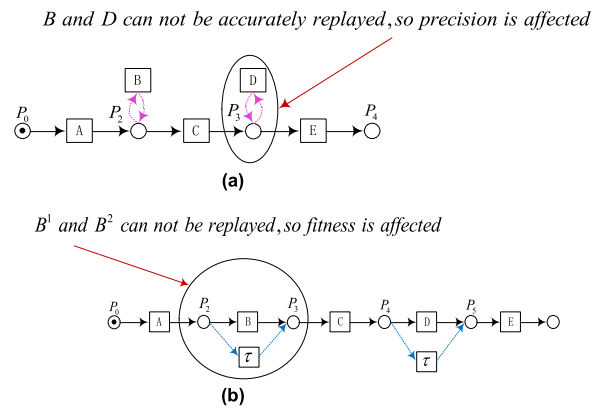 B and D can not be accurately replayed, so precision is affected
B D
P₀ P₂ P₃ P₄
A C E
(a)
B¹ and B² can not be replayed, so fitness is affected
P₀ P₂ P₃ P₄ P₅
A B C D E
τ τ
(b)